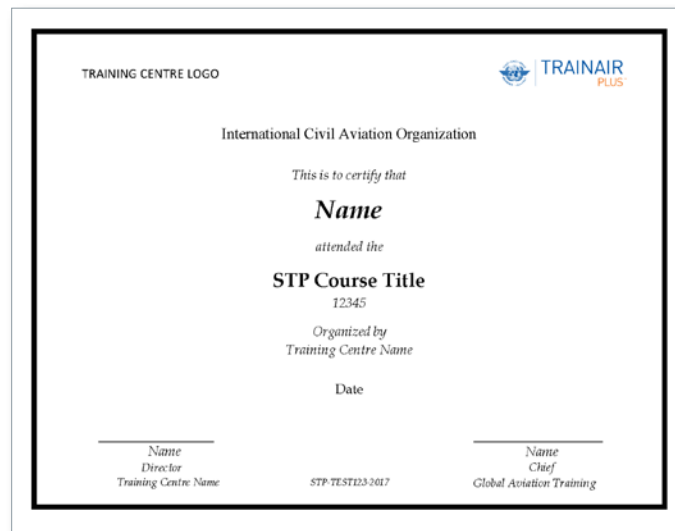 TRAINING CENTRE LOGO
TRAINAIR
PLUS
International Civil Aviation Organization
This is to certify that
Name
attended the
STP Course Title
12345
Organized by
Training Centre Name
Date
Name
Director
Training Centre Name
STP-TEST123-2017
Name
Chief
Global Aviation Training